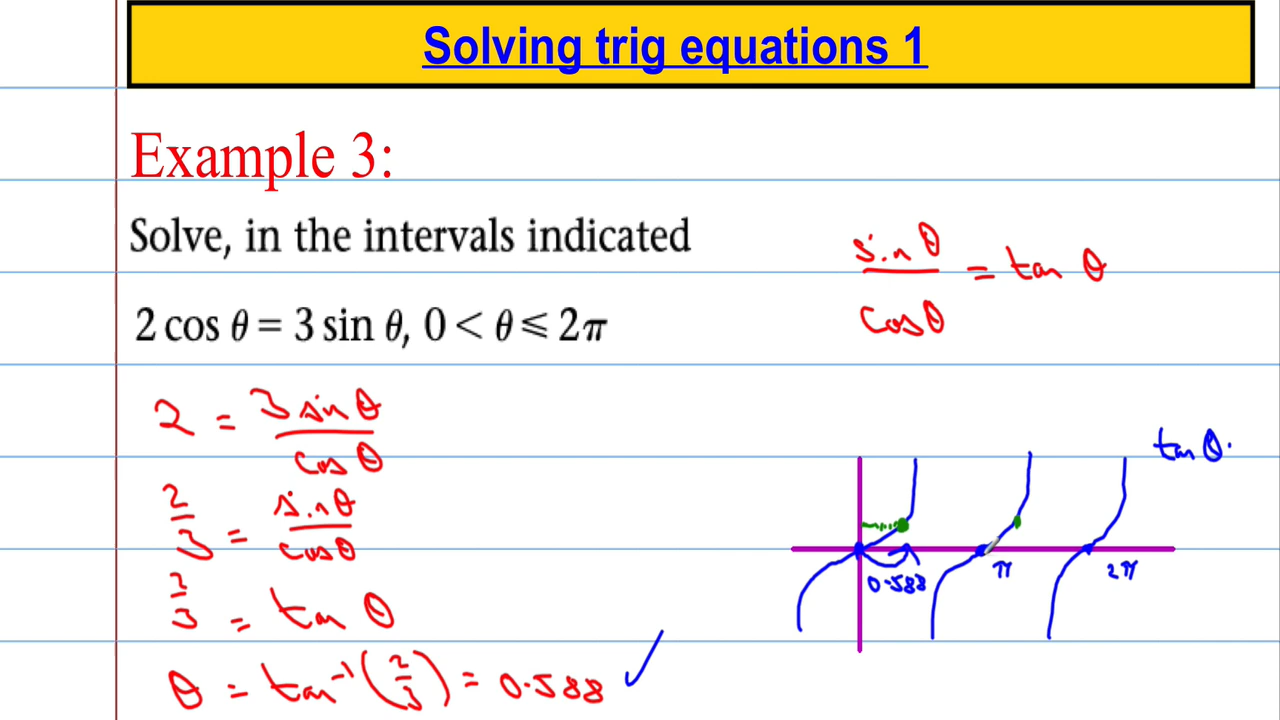 Solving trig equations 1
Example 3:
Solve, in the intervals indicated
2 cos θ = 3 sin θ, 0 < θ ⩽ 2π
sin θ / cos θ = tan θ
2 = 3 sin θ / cos θ
2/3 = sin θ / cos θ
2/3 = tan θ
θ = tan⁻¹(2/3) = 0.588 ✓
tan θ.
0.588
π
2π